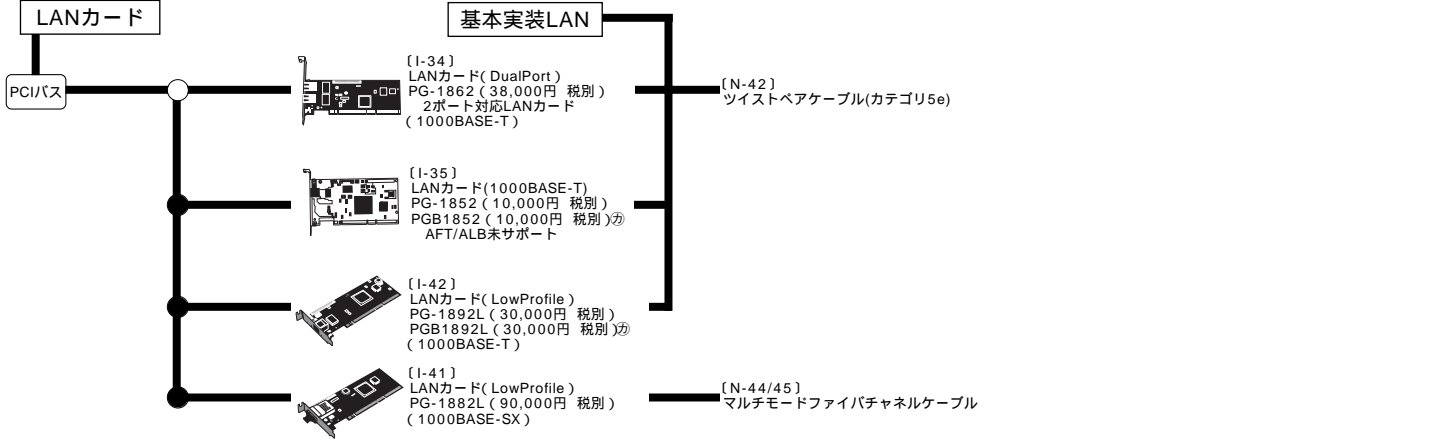 LANカード
基本実装LAN
PCIバス
〔I-34〕
LANカード(DualPort)
PG-1862(38,000円 税別)
2ポート対応LANカード
(1000BASE-T)
〔N-42〕
ツイストペアケーブル(カテゴリ5e)
〔I-35〕
LANカード(1000BASE-T)
PG-1852(10,000円 税別)
PGB1852(10,000円 税別)㋕
AFT/ALB未サポート
〔I-42〕
LANカード(LowProfile)
PG-1892L(30,000円 税別)
PGB1892L(30,000円 税別)㋕
(1000BASE-T)
〔I-41〕
LANカード(LowProfile)
PG-1882L(90,000円 税別)
(1000BASE-SX)
〔N-44/45〕
マルチモードファイバチャネルケーブル